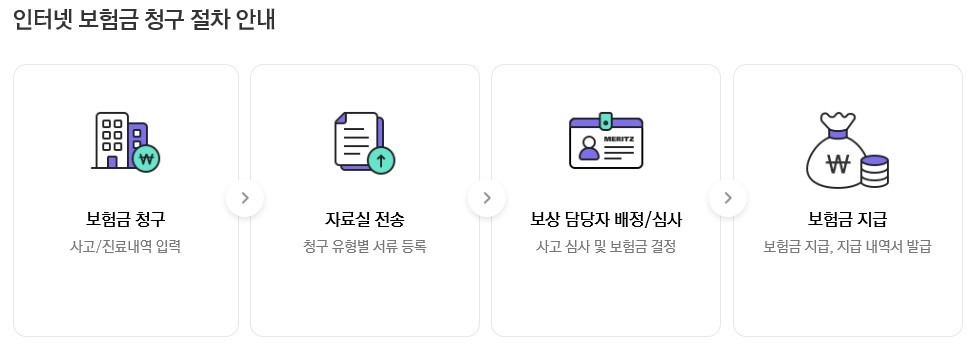 인터넷 보험금 청구 절차 안내
₩
보험금 청구
사고/진료내역 입력
자료실 전송
청구 유형별 서류 등록
MERITZ
보상 담당자 배정/심사
사고 심사 및 보험금 결정
₩
보험금 지급
보험금 지급, 지급 내역서 발급